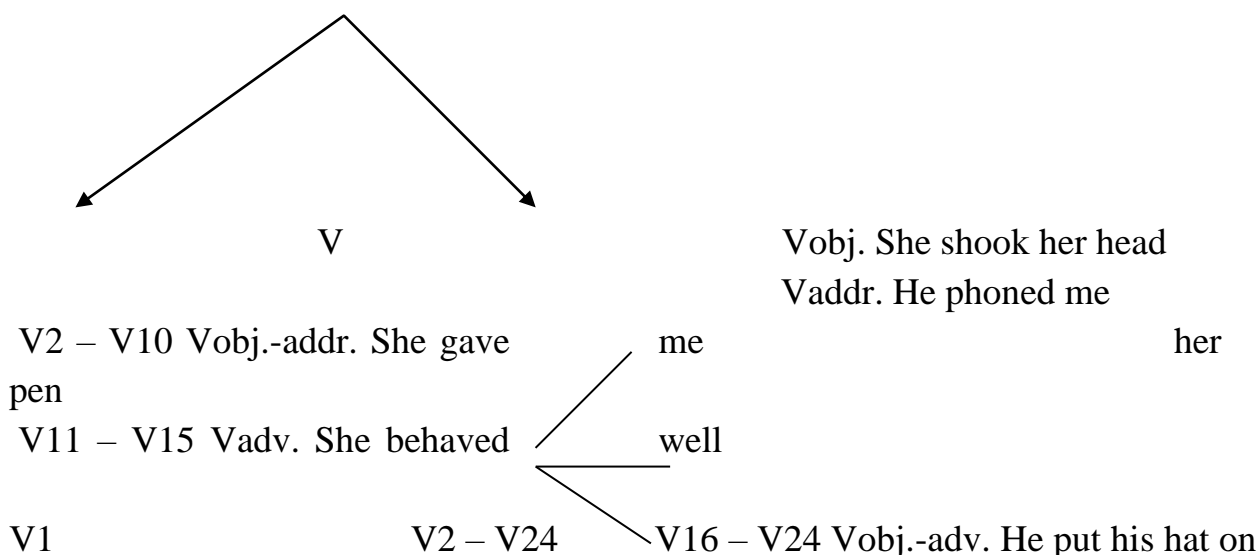 V Vobj. She shook her head
Vaddr. He phoned me
V2 – V10 Vobj.-addr. She gave me her
pen
V11 – V15 Vadv. She behaved well
V1 V2 – V24 V16 – V24 Vobj.-adv. He put his hat on